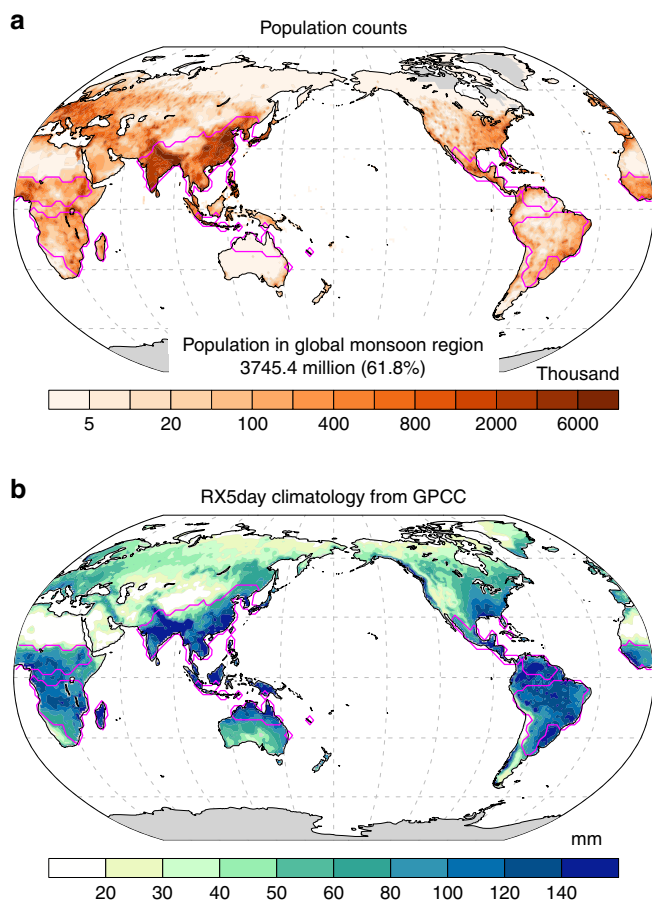 a
Population counts
Population in global monsoon region
3745.4 million (61.8%)
Thousand
5 20 100 400 800 2000 6000
b
RX5day climatology from GPCC
mm
20 30 40 50 60 80 100 120 140